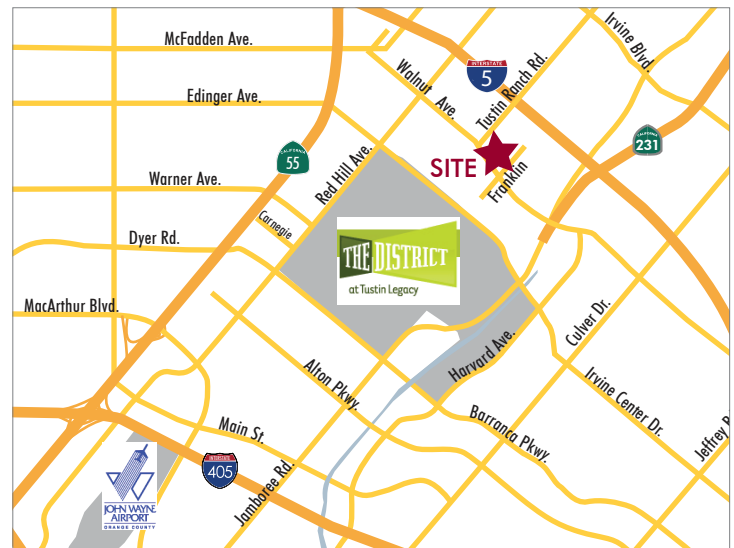 McFadden Ave.
Irvine Blvd.
INTERSTATE
5
Walnut Ave.
Tustin Ranch Rd.
Edinger Ave.
CALIFORNIA
231
CALIFORNIA
55
Red Hill Ave.
SITE
Franklin
Warner Ave.
Carnegie
Dyer Rd.
THE DISTRICT
at Tustin Legacy
MacArthur Blvd.
Culver Dr.
Harvard Ave.
Alton Pkwy.
Irvine Center Dr.
Barranca Pkwy.
Main St.
Jeffrey R
INTERSTATE
405
Jamboree Rd.
JOHN WAYNE
AIRPORT
ORANGE COUNTY